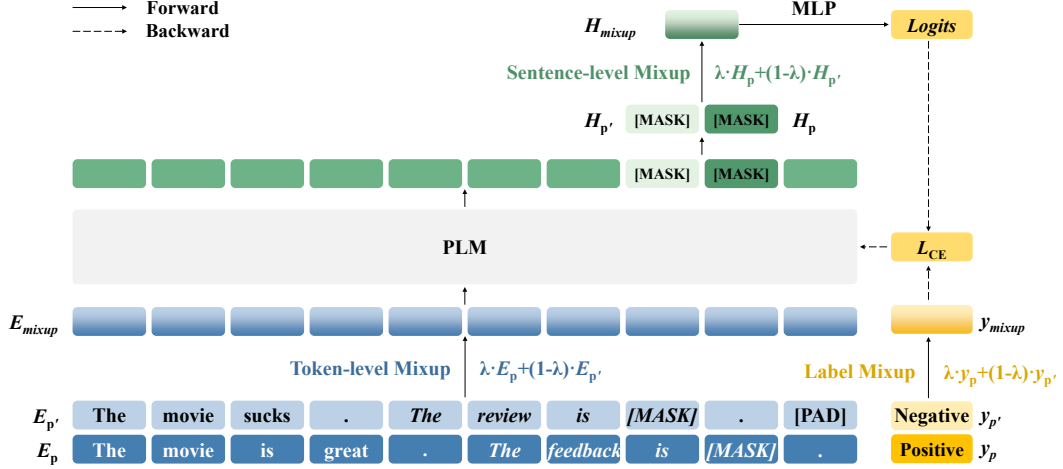 Forward
Backward
MLP
H_mixup
Logits
Sentence-level Mixup λ·H_p+(1-λ)·H_p′
H_p′ [MASK] [MASK] H_p
[MASK] [MASK]
PLM
L_CE
E_mixup
y_mixup
Token-level Mixup λ·E_p+(1-λ)·E_p′
Label Mixup λ·y_p+(1-λ)·y_p′
E_p′ The movie sucks . The review is [MASK] . [PAD] Negative y_p′
E_p The movie is great . The feedback is [MASK] . Positive y_p